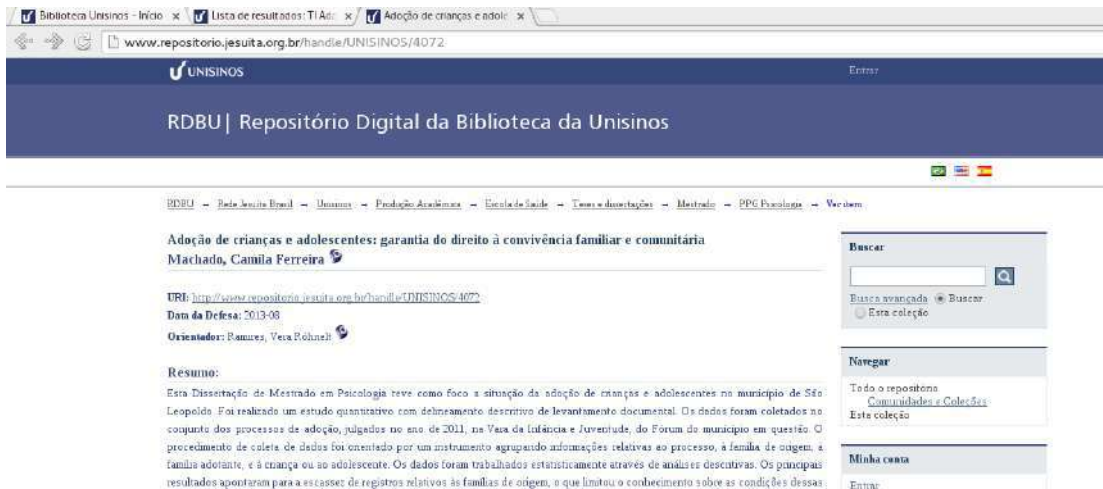 Biblioteca Unisinos - Início
Lista de resultados: TI Ado
Adoção de crianças e adole
www.repositorio.jesuita.org.br/handle/UNISINOS/4072
UNISINOS
Entrar
RDBU| Repositório Digital da Biblioteca da Unisinos
RDBU → Rede Jesuita Brasil → Unisinos → Produção Acadêmica → Escola de Saúde → Teses e dissertações → Mestrado → PPG Psicologia → Ver item
Adoção de crianças e adolescentes: garantia do direito à convivência familiar e comunitária
Machado, Camila Ferreira
URI: http://www.repositorio.jesuita.org.br/handle/UNISINOS/4072
Data da Defesa: 2013-08
Orientador: Ramires, Vera Röhnelt
Resumo:
Esta Dissertação de Mestrado em Psicologia teve como foco a situação da adoção de crianças e adolescentes no município de São
Leopoldo. Foi realizado um estudo quantitativo com delineamento descritivo de levantamento documental. Os dados foram coletados no
conjunto dos processos de adoção, julgados no ano de 2011, na Vara da Infância e Juventude, do Fórum do município em questão. O
procedimento de coleta de dados foi orientado por um instrumento agrupando informações relativas ao processo, à família de origem, à
família adotante, e à criança ou ao adolescente. Os dados foram trabalhados estatisticamente através de análises descritivas. Os principais
resultados apontaram para a escassez de registros relativos às famílias de origem, o que limitou o conhecimento sobre as condições dessas
Buscar
Busca avançada Buscar
Esta coleção
Navegar
Todo o repositório
Comunidades e Coleções
Esta coleção
Minha conta
Entrar